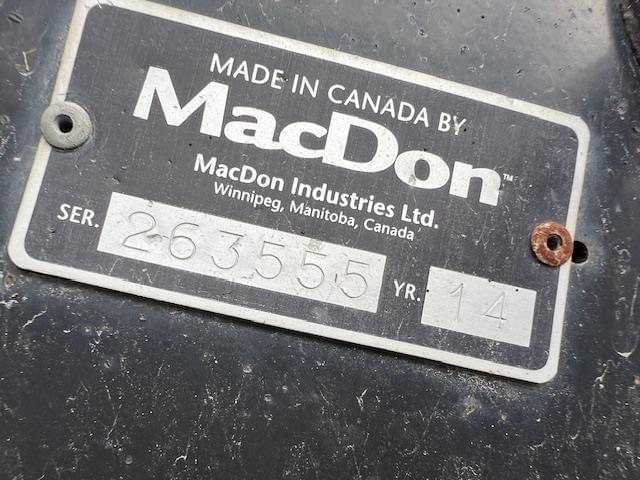 MADE IN CANADA BY
MacDon™
MacDon Industries Ltd.
Winnipeg, Manitoba, Canada
SER. 263555 YR. 14